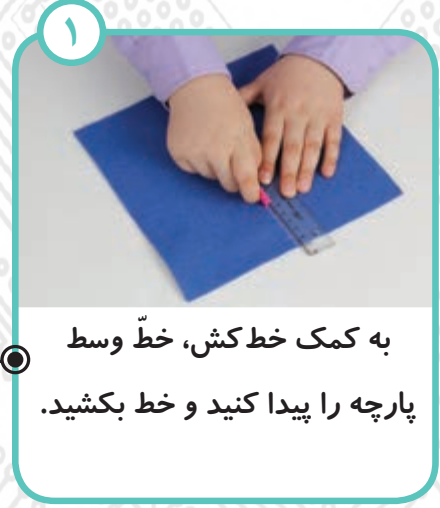 ۱
به کمک خط‌کش، خطّ وسط
پارچه را پیدا کنید و خط بکشید.